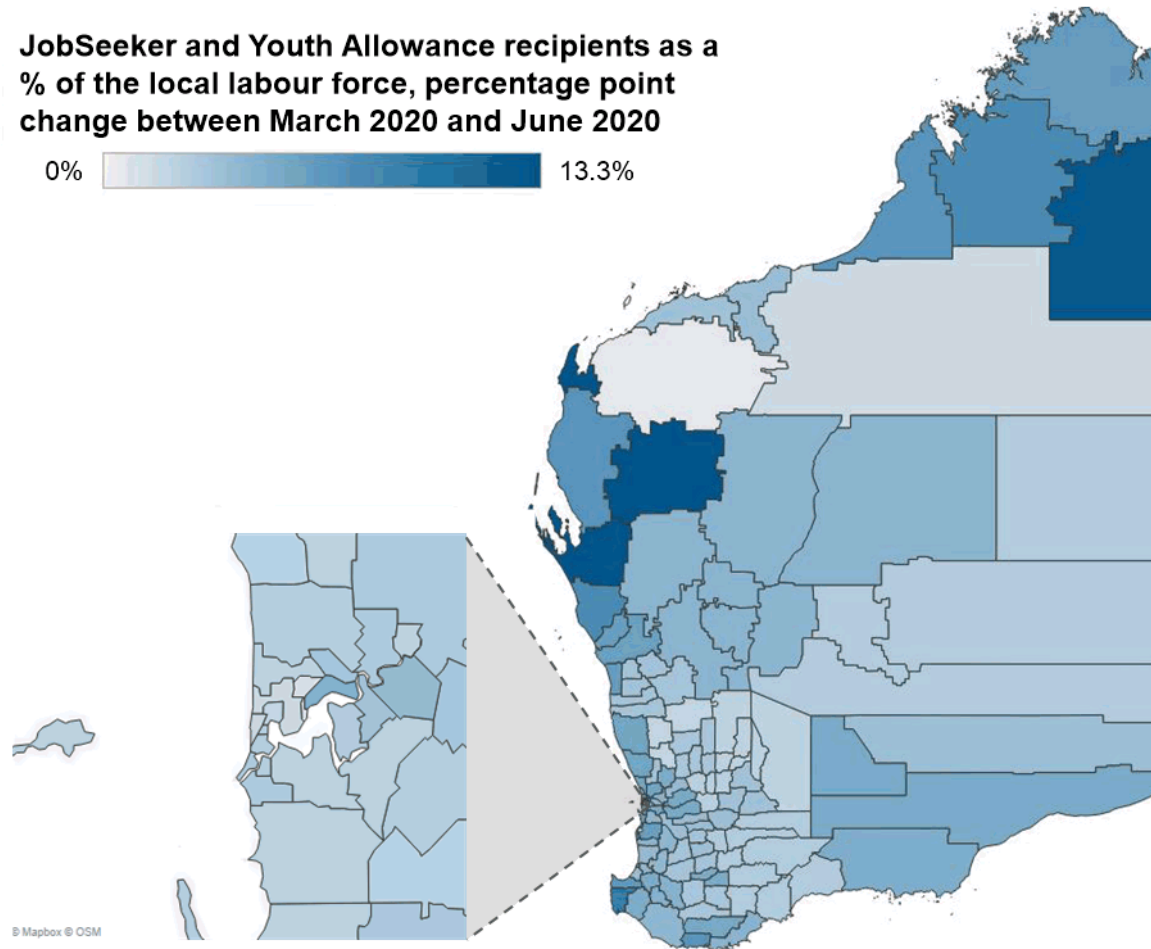 JobSeeker and Youth Allowance recipients as a
% of the local labour force, percentage point
change between March 2020 and June 2020
0% 13.3%
© Mapbox © OSM